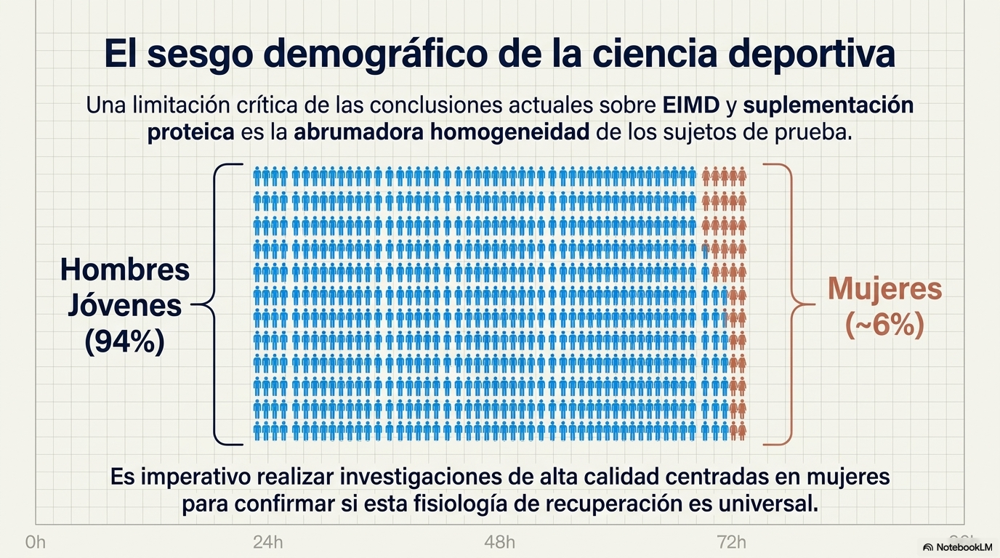 El sesgo demográfico de la ciencia deportiva
Una limitación crítica de las conclusiones actuales sobre EIMD y suplementación
proteica es la abrumadora homogeneidad de los sujetos de prueba.
Hombres
Jóvenes
(94%)
Mujeres
(~6%)
Es imperativo realizar investigaciones de alta calidad centradas en mujeres
para confirmar si esta fisiología de recuperación es universal.
0h
24h
48h
72h
NotebookLM